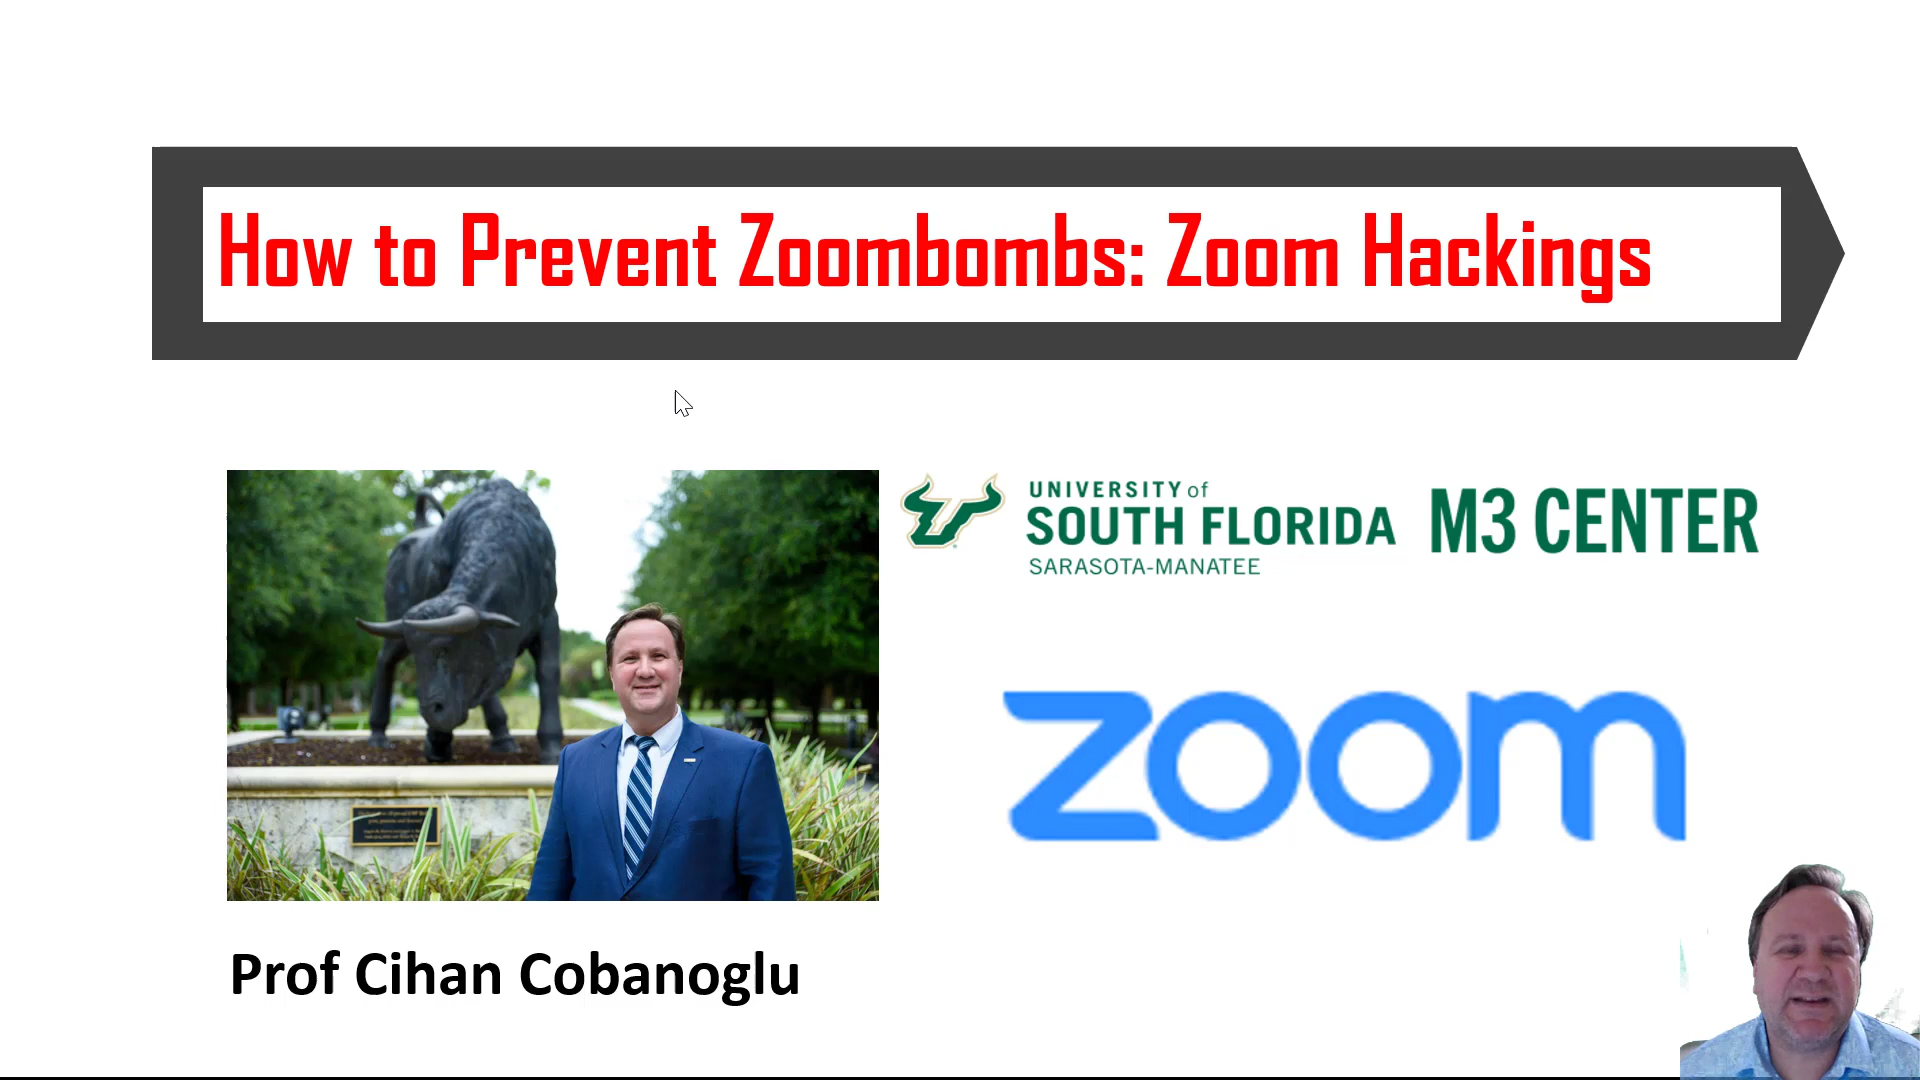 How to Prevent Zoombombs: Zoom Hackings
UNIVERSITY of
SOUTH FLORIDA
SARASOTA-MANATEE
M3 CENTER
zoom
Prof Cihan Cobanoglu